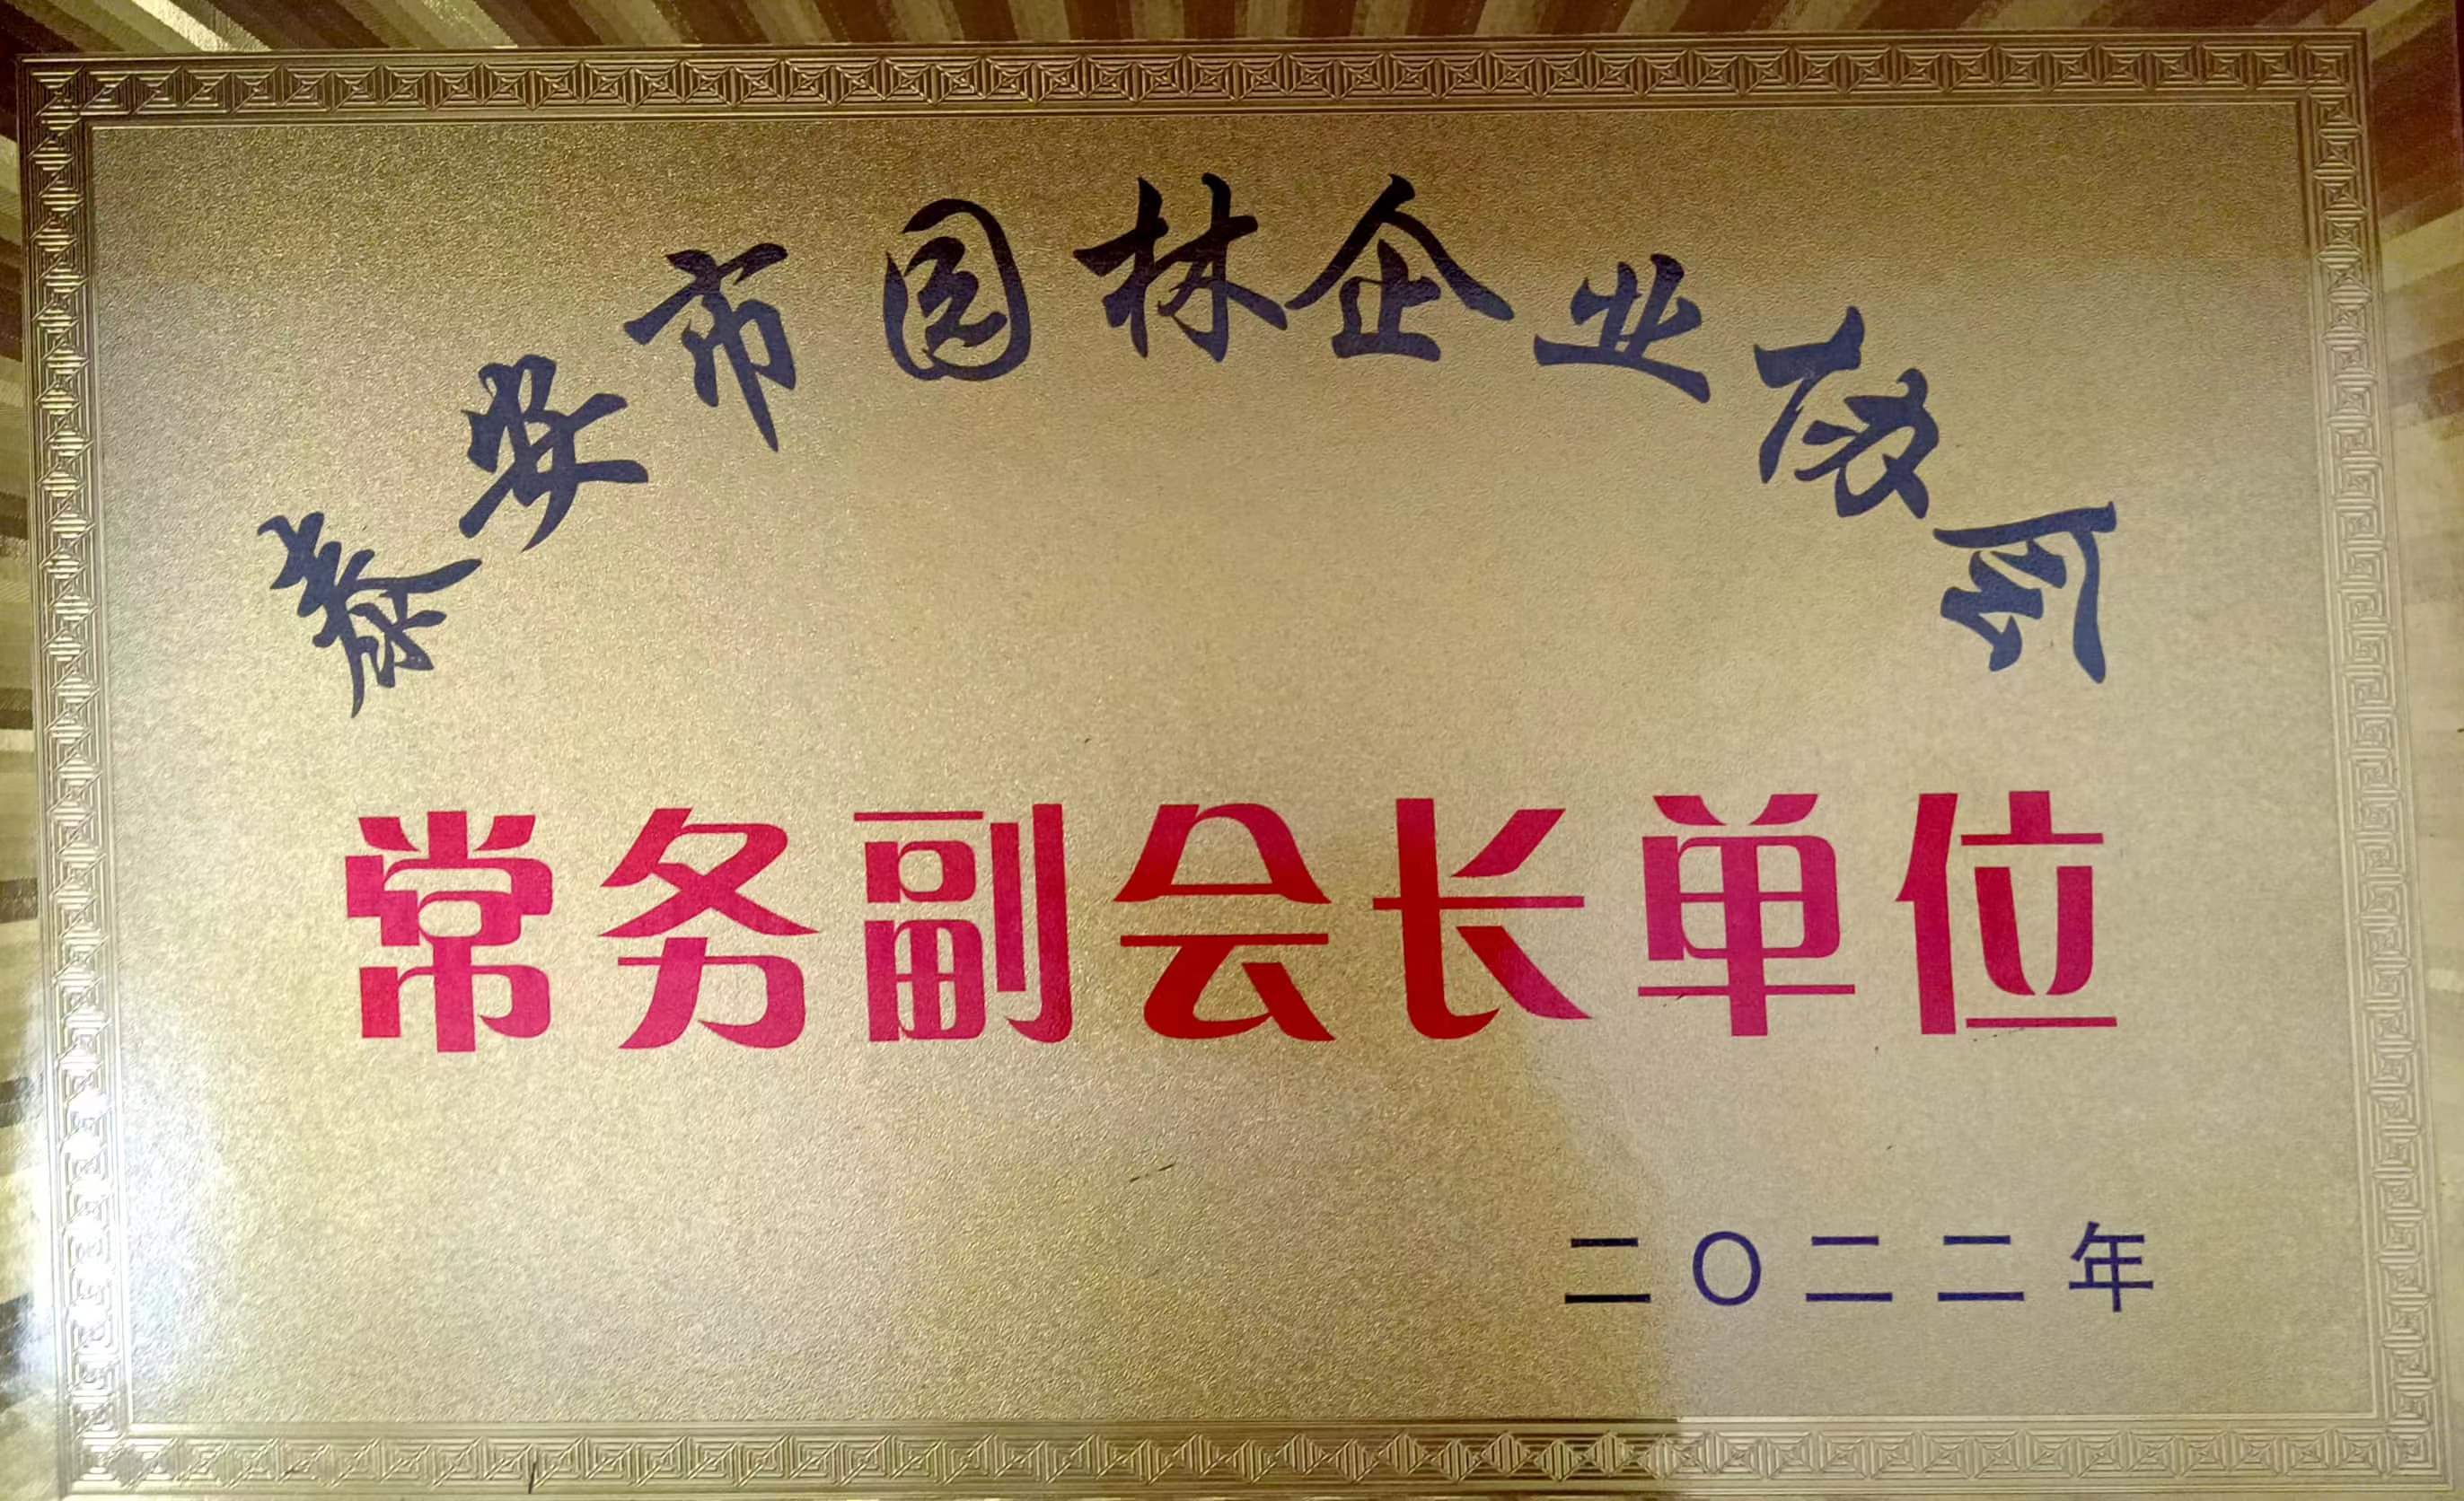 泰安市园林企业协会
常务副会长单位
二〇二二年